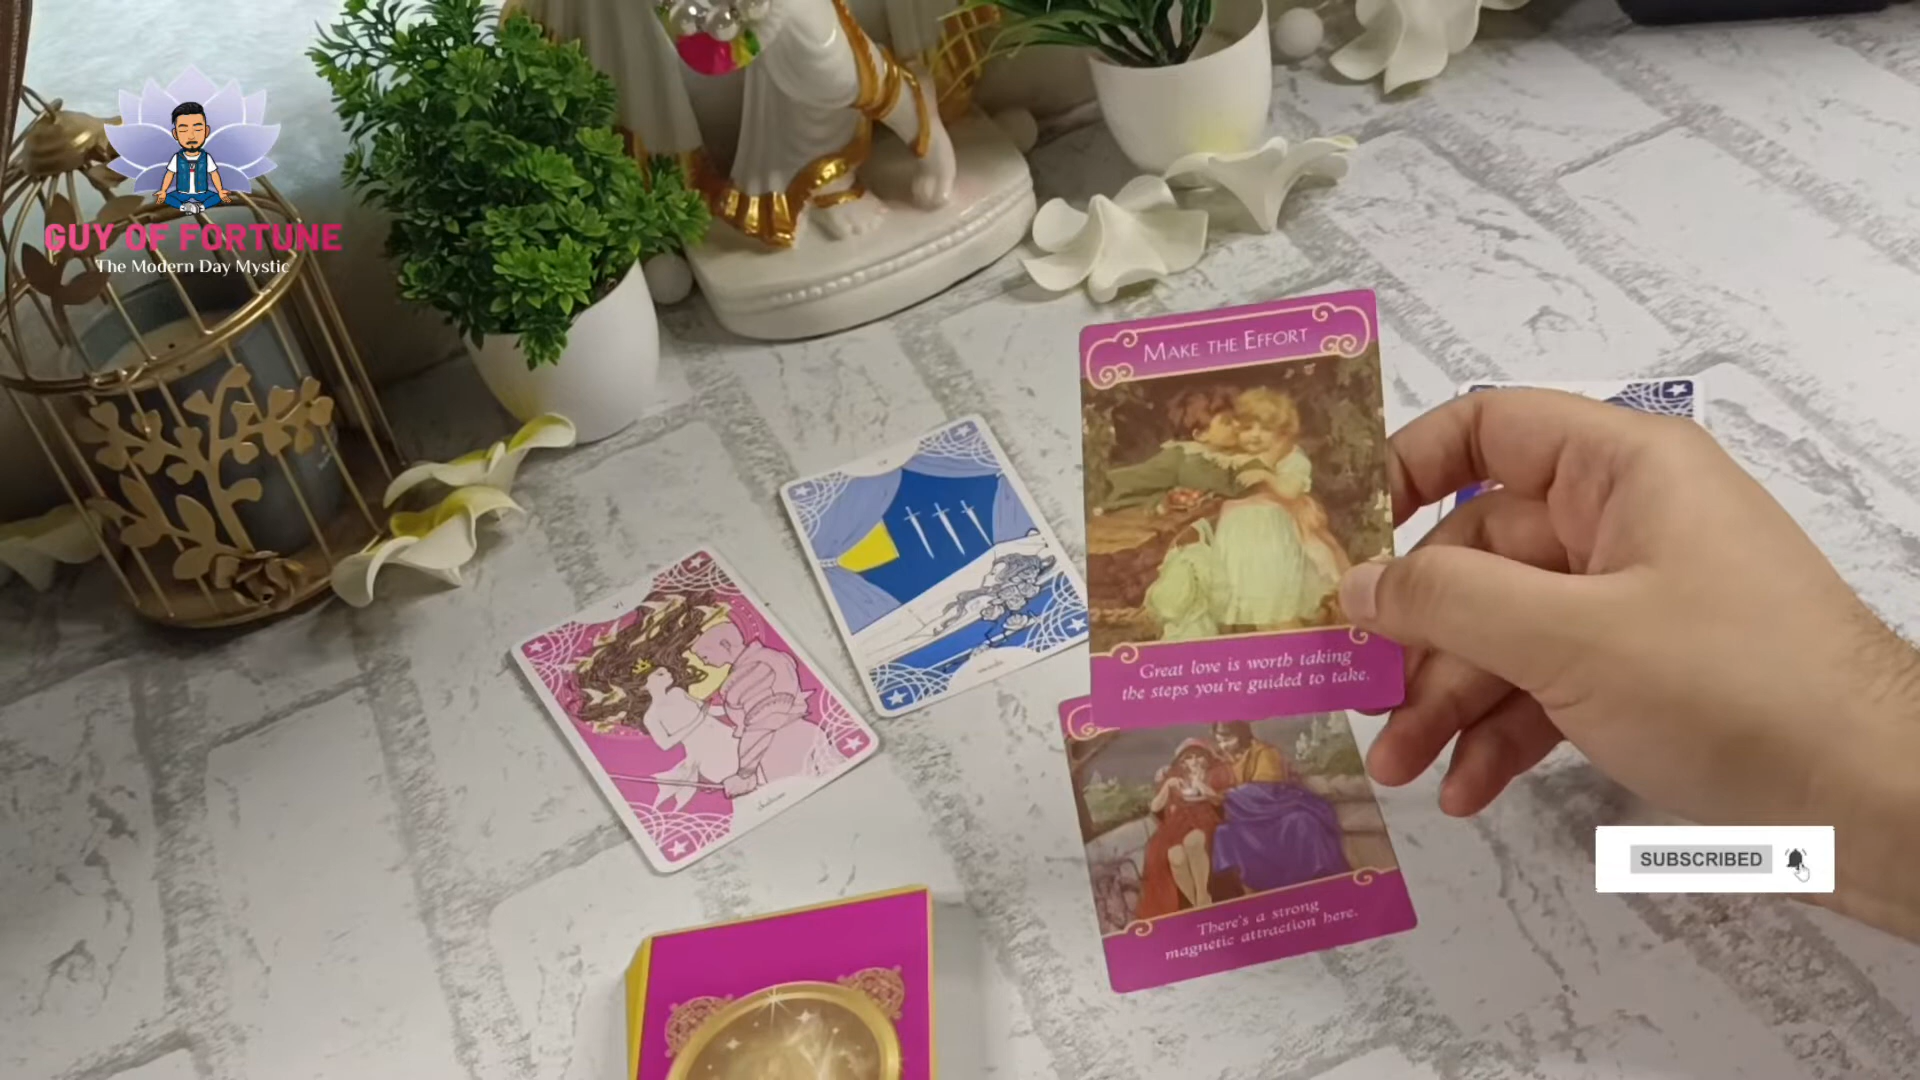 GUY OF FORTUNE
The Modern Day Mystic
MAKE THE EFFORT
Great love is worth taking
the steps you're guided to take.
There's a strong
magnetic attraction here.
SUBSCRIBED
VI